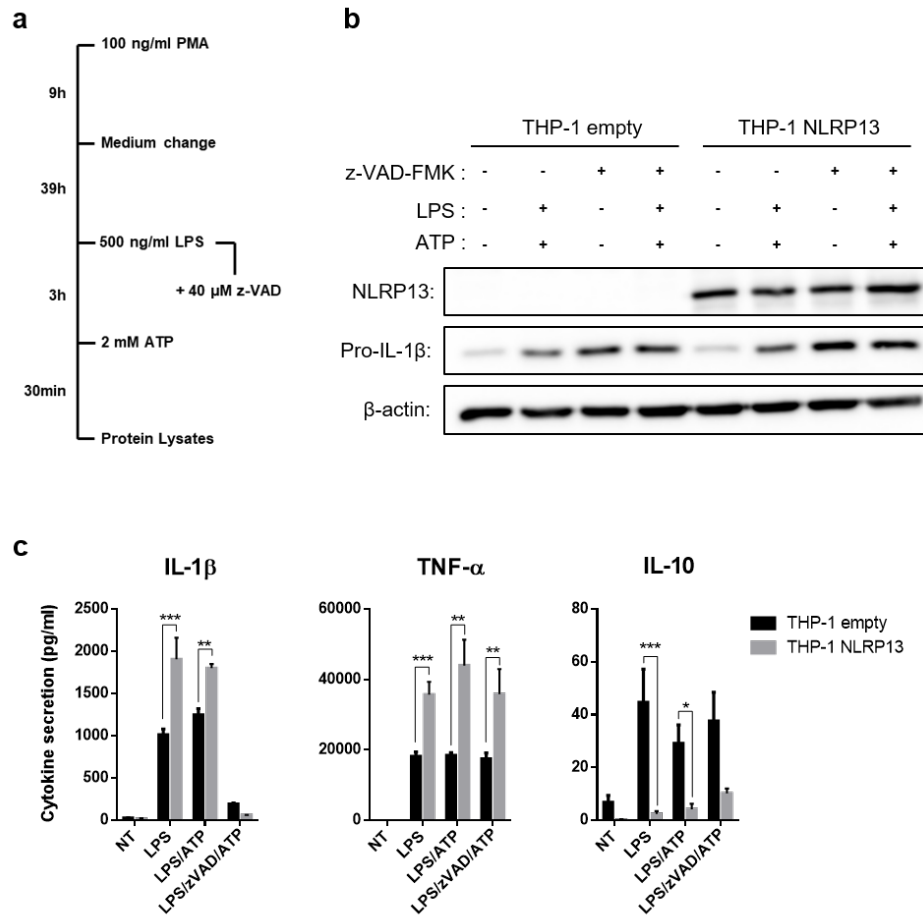 a
100 ng/ml PMA
9h
Medium change
39h
500 ng/ml LPS
+ 40 µM z-VAD
3h
2 mM ATP
30min
Protein Lysates
b
THP-1 empty THP-1 NLRP13
z-VAD-FMK : - - + + - - + +
LPS : - + - + - + - +
ATP : - + - + - + - +
NLRP13:
Pro-IL-1β:
β-actin:
c
IL-1β
Cytokine secretion (pg/ml)
2500
2000
1500
1000
500
0
*** **
NT LPS LPS/ATP LPS/zVAD/ATP
TNF-α
60000
40000
20000
0
*** ** **
NT LPS LPS/ATP LPS/zVAD/ATP
IL-10
80
60
40
20
0
*** *
NT LPS LPS/ATP LPS/zVAD/ATP
THP-1 empty
THP-1 NLRP13